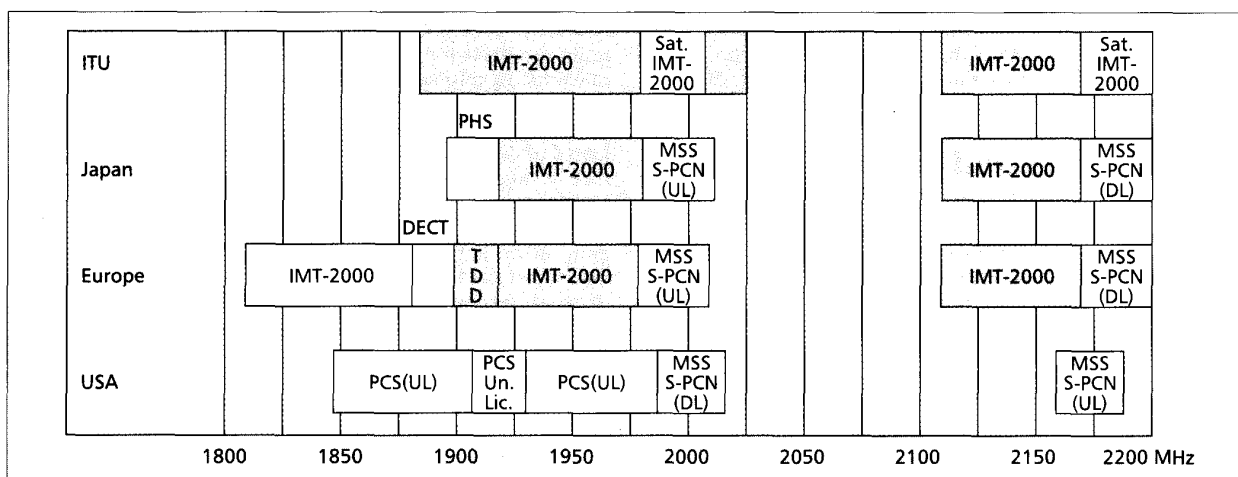 ITU
IMT-2000
Sat.
IMT-
2000
IMT-2000
Sat.
IMT-
2000
PHS
Japan
IMT-2000
MSS
S-PCN
(UL)
IMT-2000
MSS
S-PCN
(DL)
DECT
Europe
IMT-2000
T
D
D
IMT-2000
MSS
S-PCN
(UL)
IMT-2000
MSS
S-PCN
(DL)
USA
PCS(UL)
PCS
Un.
Lic.
PCS(UL)
MSS
S-PCN
(DL)
MSS
S-PCN
(UL)
1800 1850 1900 1950 2000 2050 2100 2150 2200 MHz